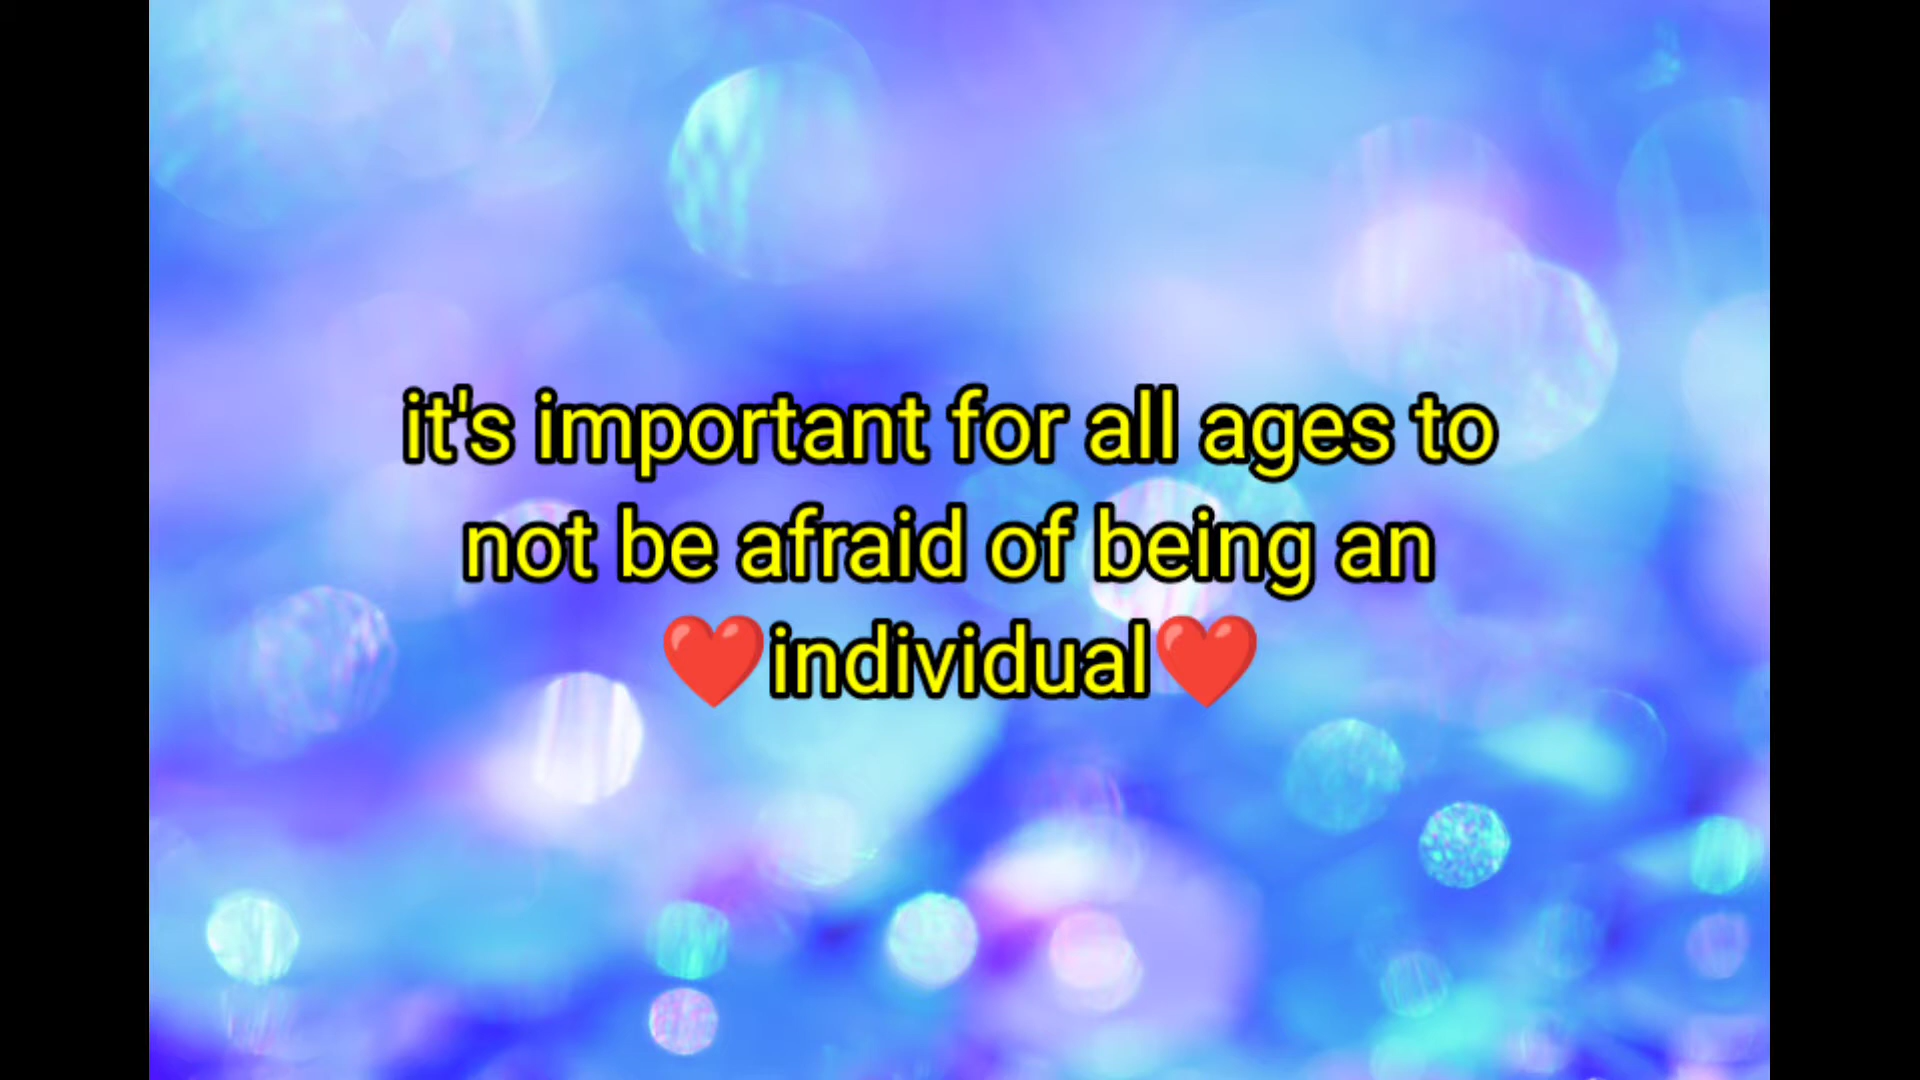 it's important for all ages to
not be afraid of being an
❤️individual❤️